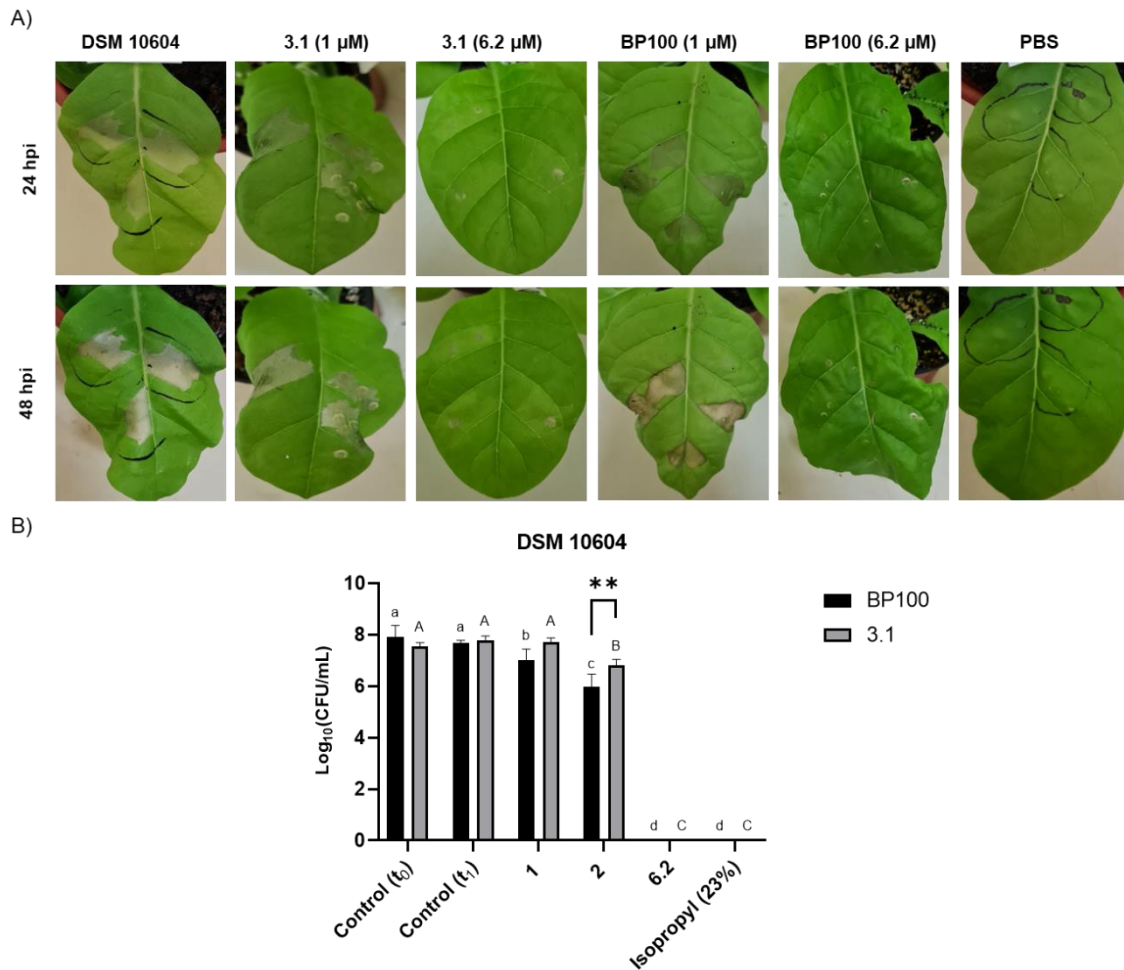 A)
DSM 10604 3.1 (1 µM) 3.1 (6.2 µM) BP100 (1 µM) BP100 (6.2 µM) PBS
24 hpi
48 hpi
B)
DSM 10604
**
BP100
3.1
Log10(CFU/mL)
10
8
6
4
2
0
a A a A b A c B d C d C
Control (t0) Control (t1) 1 2 6.2 Isopropyl (23%)